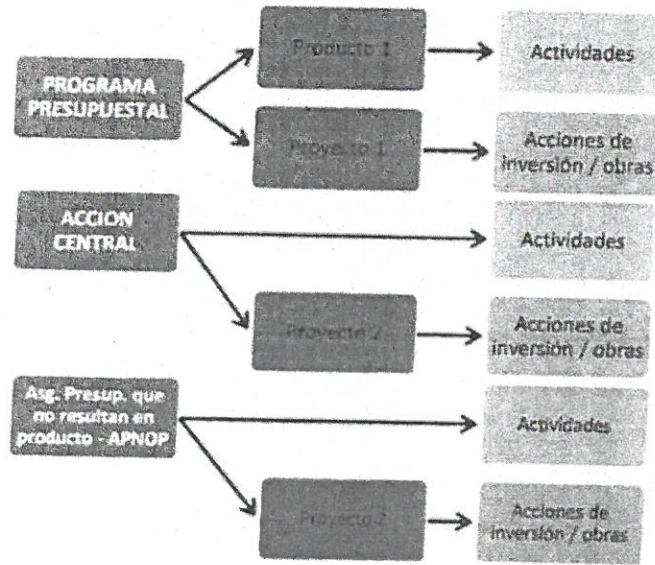 Producto 1
Actividades
PROGRAMA
PRESUPUESTAL
Proyecto 1
Acciones de
inversión / obras
ACCION
CENTRAL
Actividades
Proyecto 2
Acciones de
inversión / obras
Asg. Presup. que
no resultan en
producto - APNOP
Actividades
Proyecto 2
Acciones de
inversión / obras